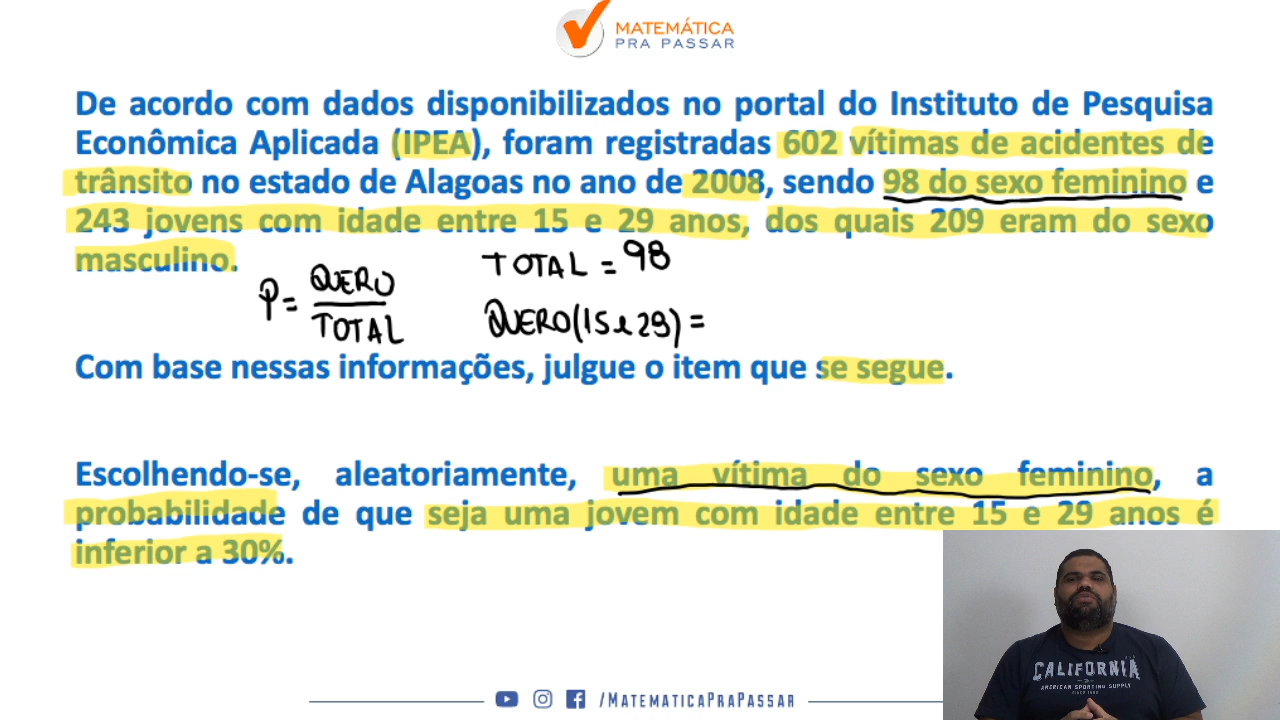 MATEMÁTICA
PRA PASSAR
De acordo com dados disponibilizados no portal do Instituto de Pesquisa
Econômica Aplicada (IPEA), foram registradas 602 vítimas de acidentes de
trânsito no estado de Alagoas no ano de 2008, sendo 98 do sexo feminino e
243 jovens com idade entre 15 e 29 anos, dos quais 209 eram do sexo
masculino.
P = QUERO / TOTAL
TOTAL = 98
QUERO (15 e 29) =
Com base nessas informações, julgue o item que se segue.
Escolhendo-se, aleatoriamente, uma vítima do sexo feminino, a
probabilidade de que seja uma jovem com idade entre 15 e 29 anos é
inferior a 30%.
CALIFORNIA
AMERICAN SPORTING SUPPLY
/MATEMATICAPRAPASSAR